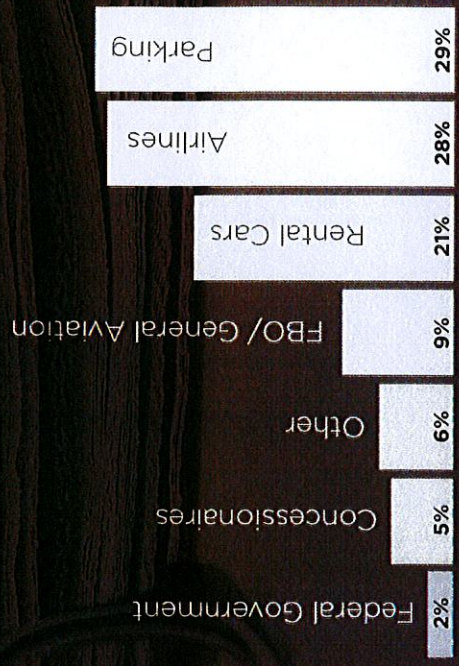 Federal Government
2%
Concessionaires
5%
Other
6%
FBO/ General Aviation
9%
Rental Cars
21%
Airlines
28%
Parking
29%